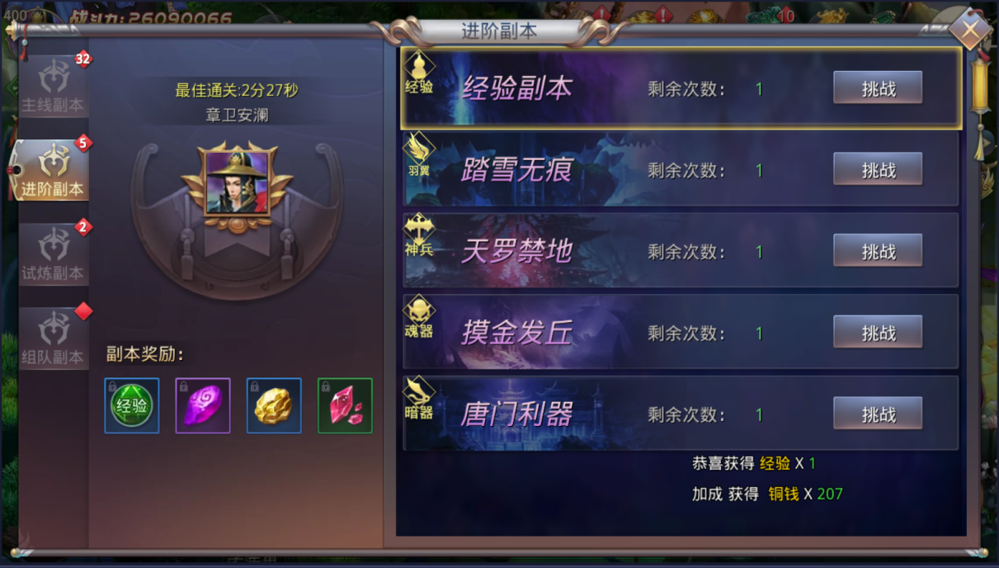 400
战斗力:26090066
10
进阶副本
32
主线副本
5
进阶副本
2
试炼副本
组队副本
最佳通关:2分27秒
章卫安澜
副本奖励:
经验
经验
经验副本
剩余次数: 1
挑战
羽翼
踏雪无痕
剩余次数: 1
挑战
神兵
天罗禁地
剩余次数: 1
挑战
魂器
摸金发丘
剩余次数: 1
挑战
暗器
唐门利器
剩余次数: 1
挑战
恭喜获得 经验 X 1
加成 获得 铜钱 X 207